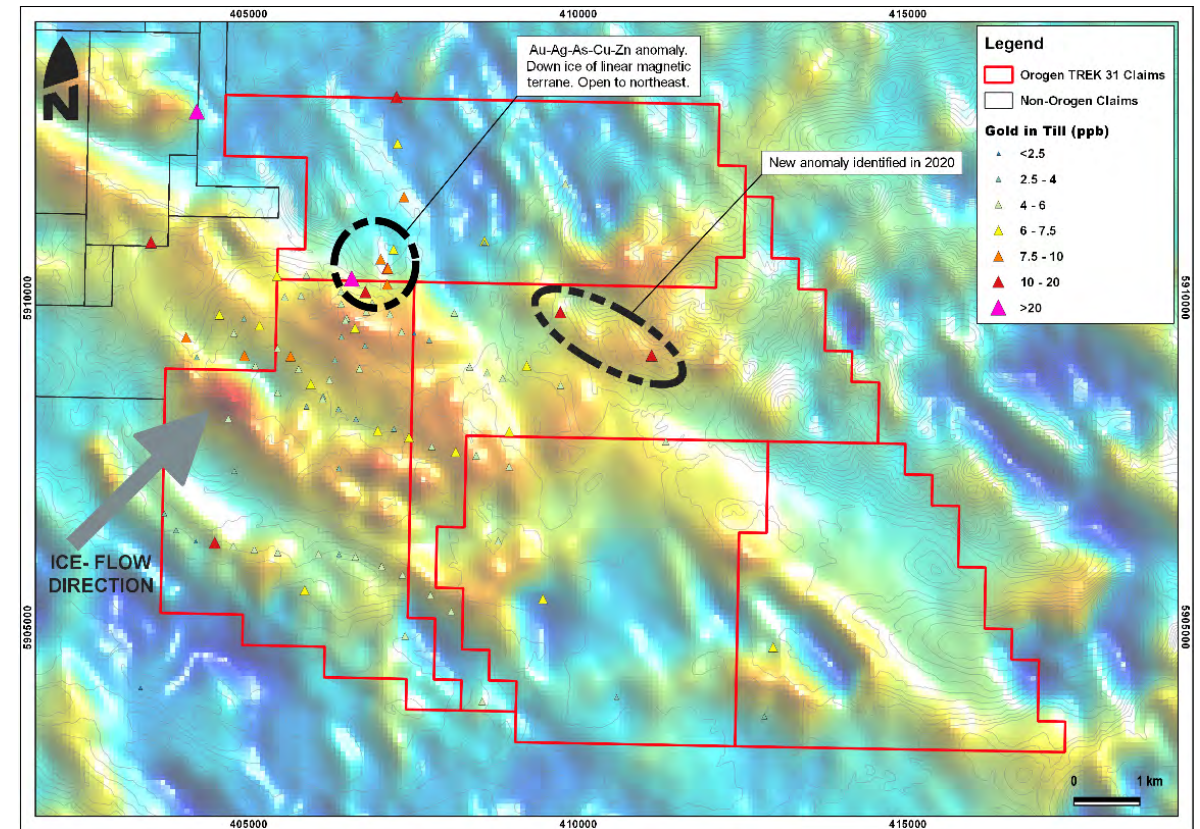 405000
410000
415000
N
Au-Ag-As-Cu-Zn anomaly.
Down ice of linear magnetic
terrane. Open to northeast.
New anomaly identified in 2020
Legend
Orogen TREK 31 Claims
Non-Orogen Claims
Gold in Till (ppb)
<2.5
2.5 - 4
4 - 6
6 - 7.5
7.5 - 10
10 - 20
>20
5910000
5910000
ICE- FLOW
DIRECTION
5905000
5905000
0 1 km
405000
410000
415000